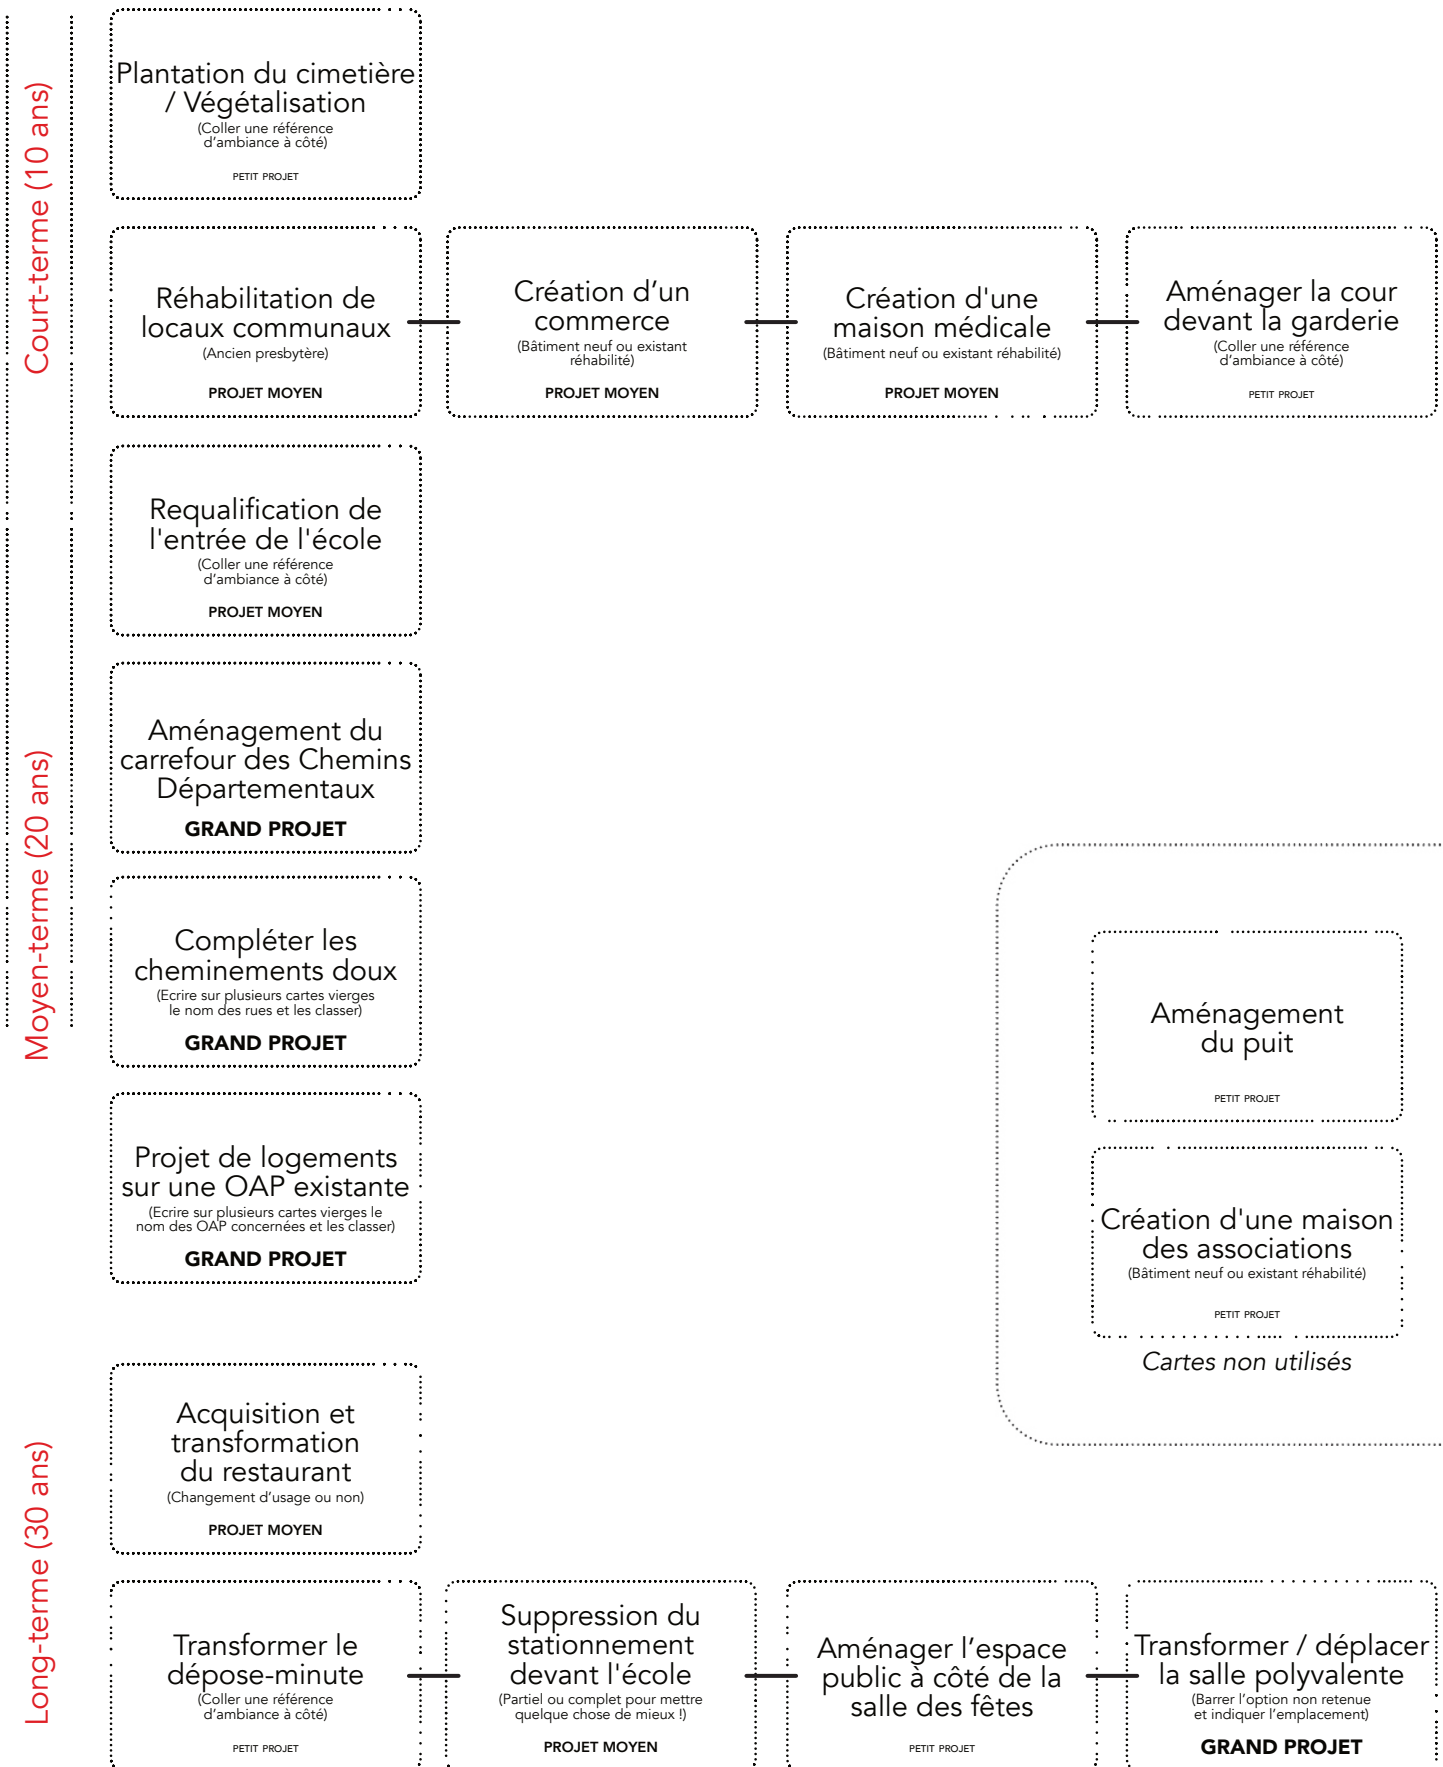 Court-terme (10 ans)
Plantation du cimetière
/ Végétalisation
(Coller une référence
d'ambiance à côté)
PETIT PROJET
Réhabilitation de
locaux communaux
(Ancien presbytère)
PROJET MOYEN
Création d'un
commerce
(Bâtiment neuf ou existant
réhabilité)
PROJET MOYEN
Création d'une
maison médicale
(Bâtiment neuf ou existant réhabilité)
PROJET MOYEN
Aménager la cour
devant la garderie
(Coller une référence
d'ambiance à côté)
PETIT PROJET
Requalification de
l'entrée de l'école
(Coller une référence
d'ambiance à côté)
PROJET MOYEN
Moyen-terme (20 ans)
Aménagement du
carrefour des Chemins
Départementaux
GRAND PROJET
Compléter les
cheminements doux
(Ecrire sur plusieurs cartes vierges
le nom des rues et les classer)
GRAND PROJET
Projet de logements
sur une OAP existante
(Ecrire sur plusieurs cartes vierges le
nom des OAP concernées et les classer)
GRAND PROJET
Aménagement
du puit
PETIT PROJET
Création d'une maison
des associations
(Bâtiment neuf ou existant réhabilité)
PETIT PROJET
Cartes non utilisés
Long-terme (30 ans)
Acquisition et
transformation
du restaurant
(Changement d'usage ou non)
PROJET MOYEN
Transformer le
dépose-minute
(Coller une référence
d'ambiance à côté)
PETIT PROJET
Suppression du
stationnement
devant l'école
(Partiel ou complet pour mettre
quelque chose de mieux !)
PROJET MOYEN
Aménager l'espace
public à côté de la
salle des fêtes
PETIT PROJET
Transformer / déplacer
la salle polyvalente
(Barrer l'option non retenue
et indiquer l'emplacement)
GRAND PROJET